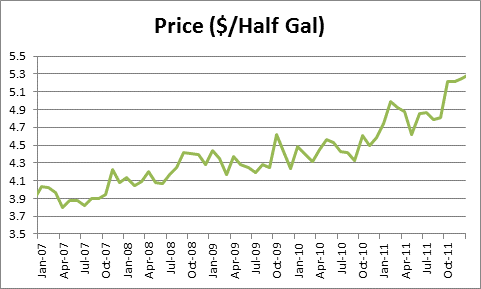 Price ($/Half Gal)
5.5
5.3
5.1
4.9
4.7
4.5
4.3
4.1
3.9
3.7
3.5
Jan-07
Apr-07
Jul-07
Oct-07
Jan-08
Apr-08
Jul-08
Oct-08
Jan-09
Apr-09
Jul-09
Oct-09
Jan-10
Apr-10
Jul-10
Oct-10
Jan-11
Apr-11
Jul-11
Oct-11